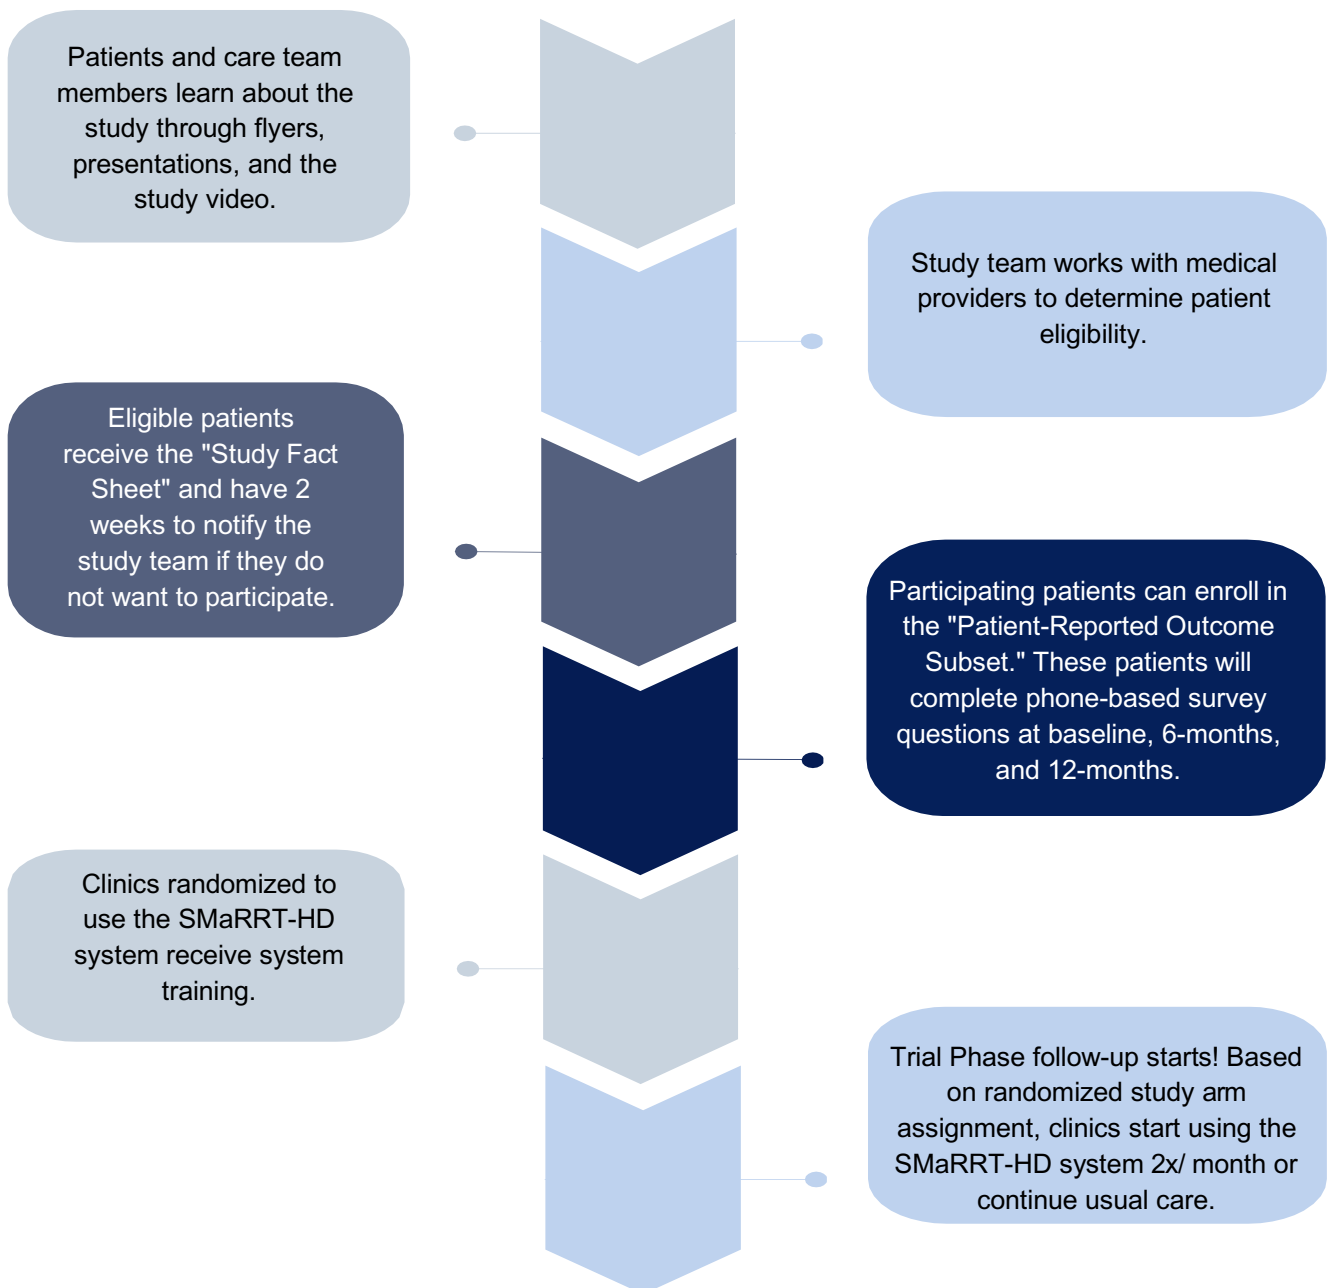 Patients and care team
members learn about the
study through flyers,
presentations, and the
study video.
Study team works with medical
providers to determine patient
eligibility.
Eligible patients
receive the "Study Fact
Sheet" and have 2
weeks to notify the
study team if they do
not want to participate.
Participating patients can enroll in
the "Patient-Reported Outcome
Subset." These patients will
complete phone-based survey
questions at baseline, 6-months,
and 12-months.
Clinics randomized to
use the SMaRRT-HD
system receive system
training.
Trial Phase follow-up starts! Based
on randomized study arm
assignment, clinics start using the
SMaRRT-HD system 2x/ month or
continue usual care.